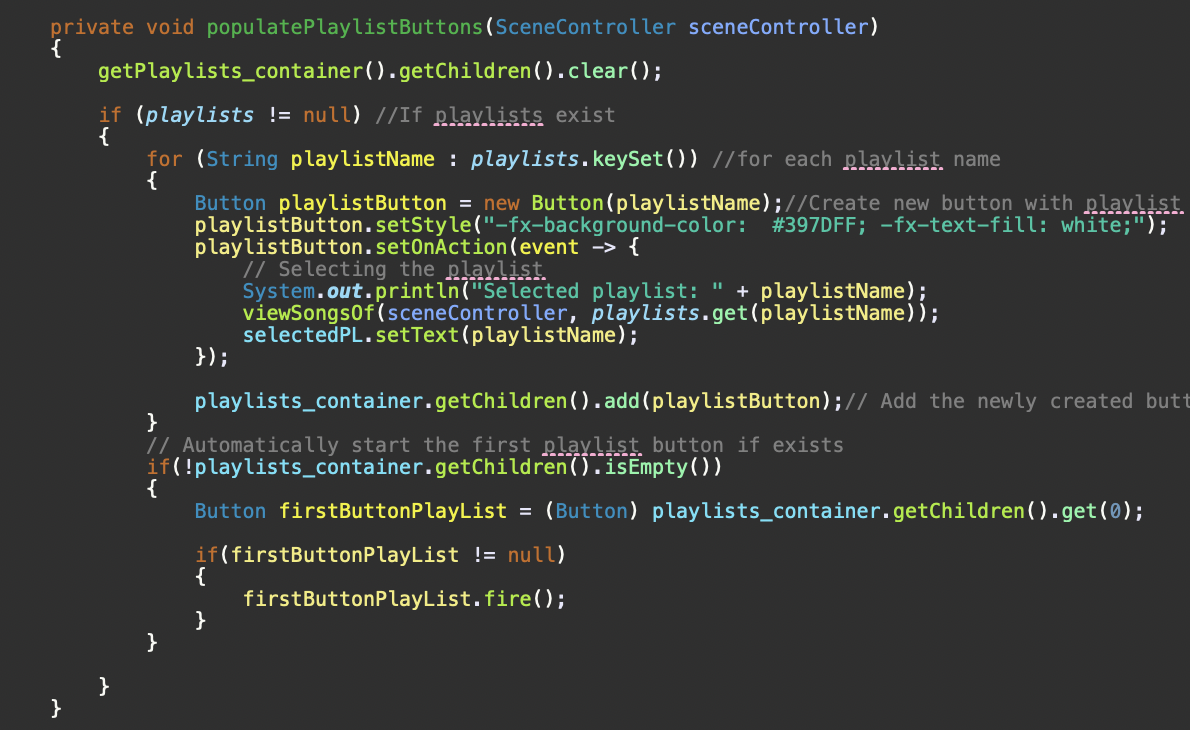 private void populatePlaylistButtons(SceneController sceneController)
{
    getPlaylists_container().getChildren().clear();

    if (playlists != null) //If playlists exist
    {
        for (String playlistName : playlists.keySet()) //for each playlist name
        {
            Button playlistButton = new Button(playlistName);//Create new button with playlist
            playlistButton.setStyle("-fx-background-color:  #397DFF; -fx-text-fill: white;");
            playlistButton.setOnAction(event -> {
                // Selecting the playlist
                System.out.println("Selected playlist: " + playlistName);
                viewSongsOf(sceneController, playlists.get(playlistName));
                selectedPL.setText(playlistName);
            });

            playlists_container.getChildren().add(playlistButton);// Add the newly created butt
        }
        // Automatically start the first playlist button if exists
        if(!playlists_container.getChildren().isEmpty())
        {
            Button firstButtonPlayList = (Button) playlists_container.getChildren().get(0);

            if(firstButtonPlayList != null)
            {
                firstButtonPlayList.fire();
            }
        }

    }
}